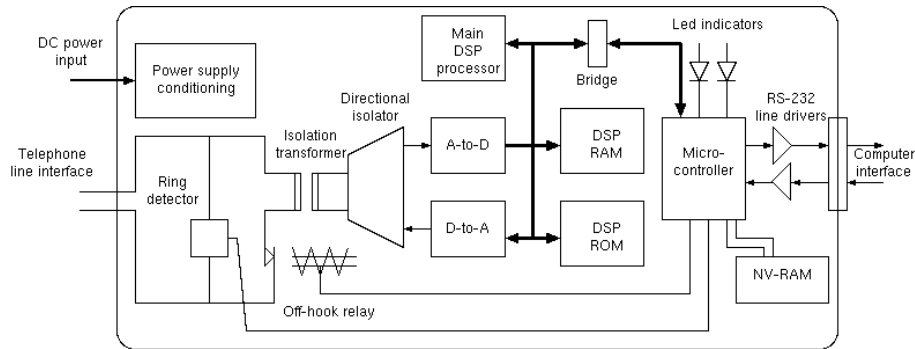 DC power
input
Power supply
conditioning
Main
DSP
processor
Bridge
Led indicators
RS-232
line drivers
Directional
isolator
Isolation
transformer
A-to-D
DSP
RAM
Micro-
controller
Computer
interface
Telephone
line interface
Ring
detector
D-to-A
DSP
ROM
NV-RAM
Off-hook relay